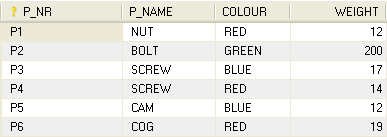 P_NR P_NAME COLOUR WEIGHT
P1 NUT RED 12
P2 BOLT GREEN 200
P3 SCREW BLUE 17
P4 SCREW RED 14
P5 CAM BLUE 12
P6 COG RED 19